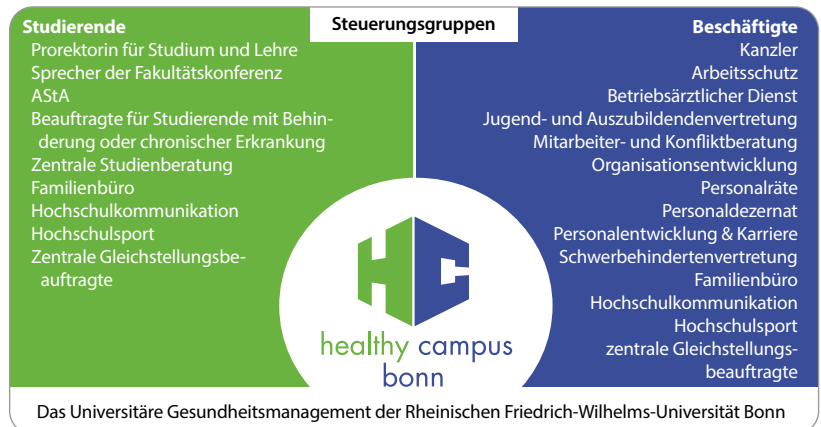 Steuerungsgruppen
Studierende
Prorektorin für Studium und Lehre
Sprecher der Fakultätskonferenz
AStA
Beauftragte für Studierende mit Behin-
derung oder chronischer Erkrankung
Zentrale Studienberatung
Familienbüro
Hochschulkommunikation
Hochschulsport
Zentrale Gleichstellungsbe-
auftragte
Beschäftigte
Kanzler
Arbeitsschutz
Betriebsärztlicher Dienst
Jugend- und Auszubildendenvertretung
Mitarbeiter- und Konfliktberatung
Organisationsentwicklung
Personalräte
Personaldezernat
Personalentwicklung & Karriere
Schwerbehindertenvertretung
Familienbüro
Hochschulkommunikation
Hochschulsport
zentrale Gleichstellungs-
beauftragte
HC
healthy campus
bonn
Das Universitäre Gesundheitsmanagement der Rheinischen Friedrich-Wilhelms-Universität Bonn